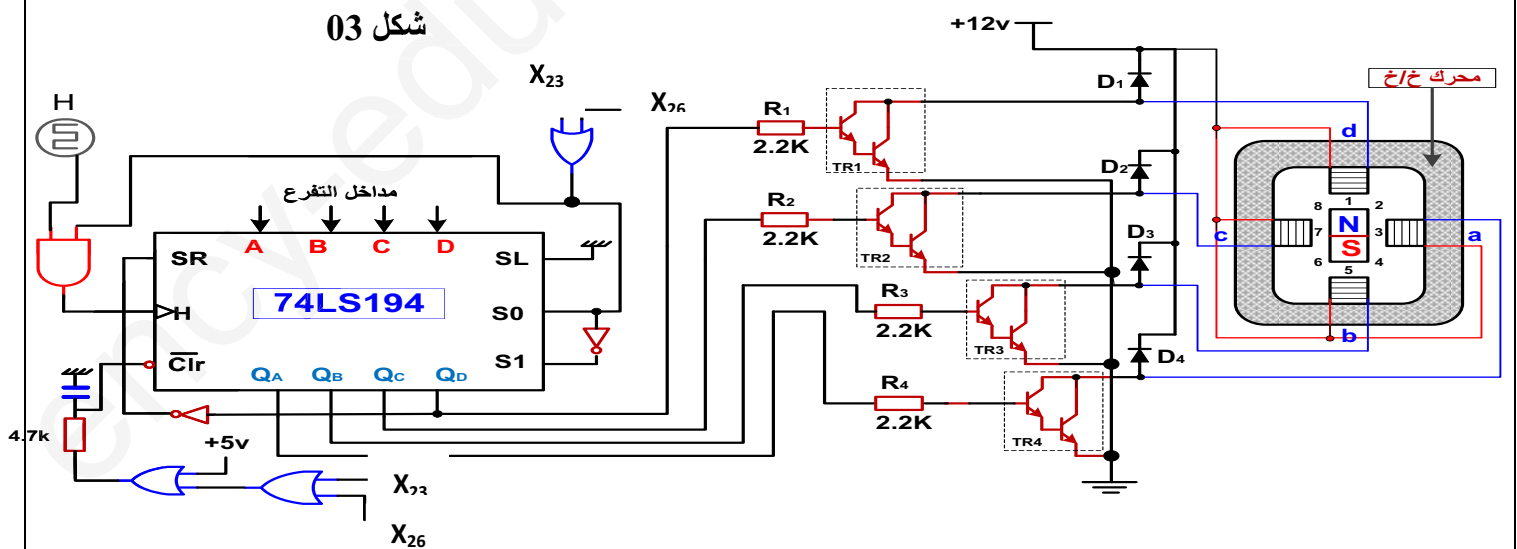 شكل 03
+12v
X23
X26
H
مداخل التفرع
A B C D
SR
SL
74LS194
H
S0
Clr
S1
QA QB QC QD
4.7k
+5v
X23
X26
R1
2.2K
TR1
R2
2.2K
TR2
R3
2.2K
TR3
R4
2.2K
TR4
D1
D2
D3
D4
محرك خ/خ
d
8 1 2
c 7 N 3 a
S
6 5 4
b
ency-edu